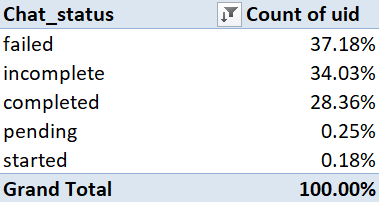 Chat_status Count of uid
failed 37.18%
incomplete 34.03%
completed 28.36%
pending 0.25%
started 0.18%
Grand Total 100.00%